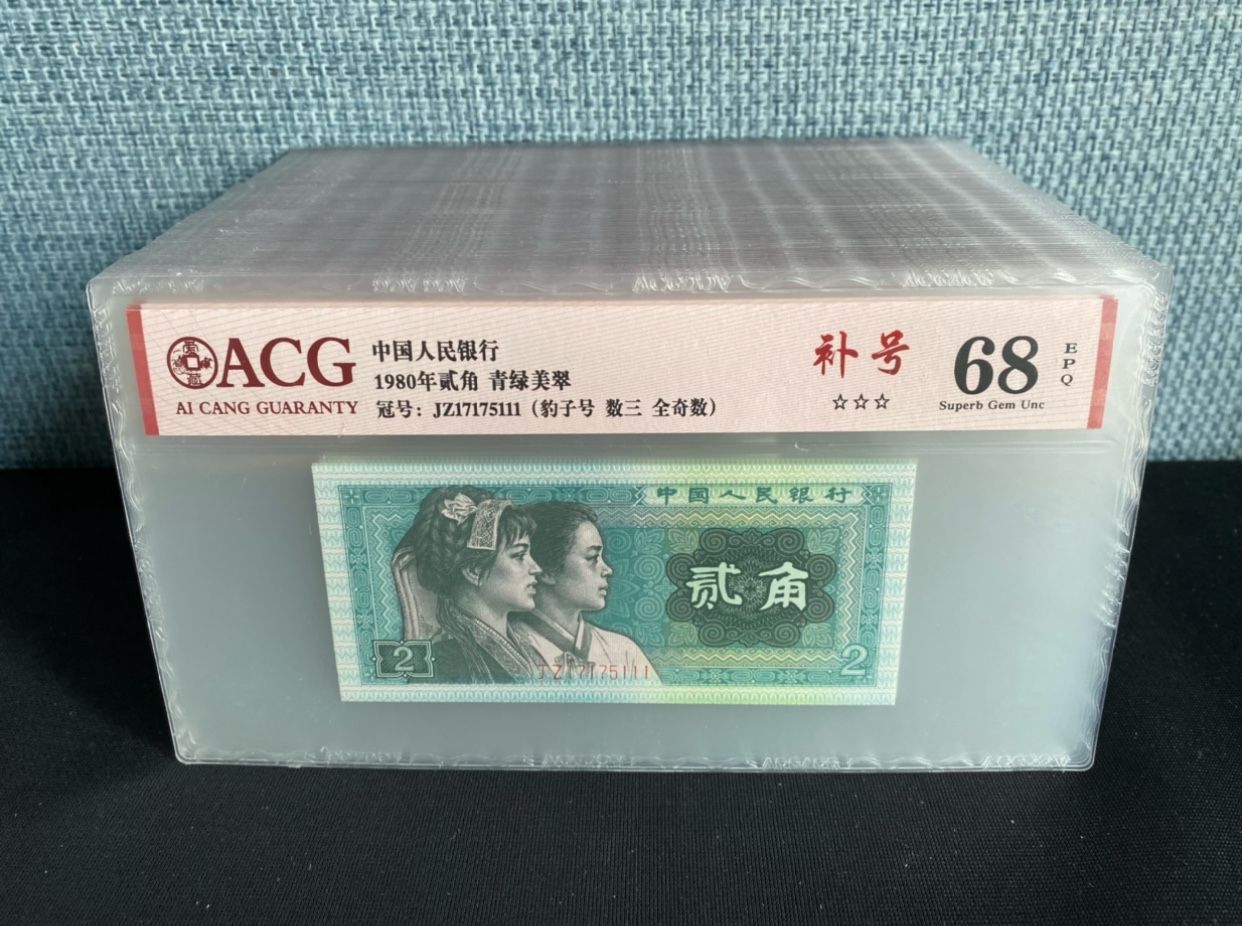 ACG
AI CANG GUARANTY
中国人民银行
1980年贰角 青绿美翠
冠号：JZ17175111（豹子号 数三 全奇数）
补号
☆☆☆
68
EPQ
Superb Gem Unc
中国人民银行
贰角
JZ17175111
2
2